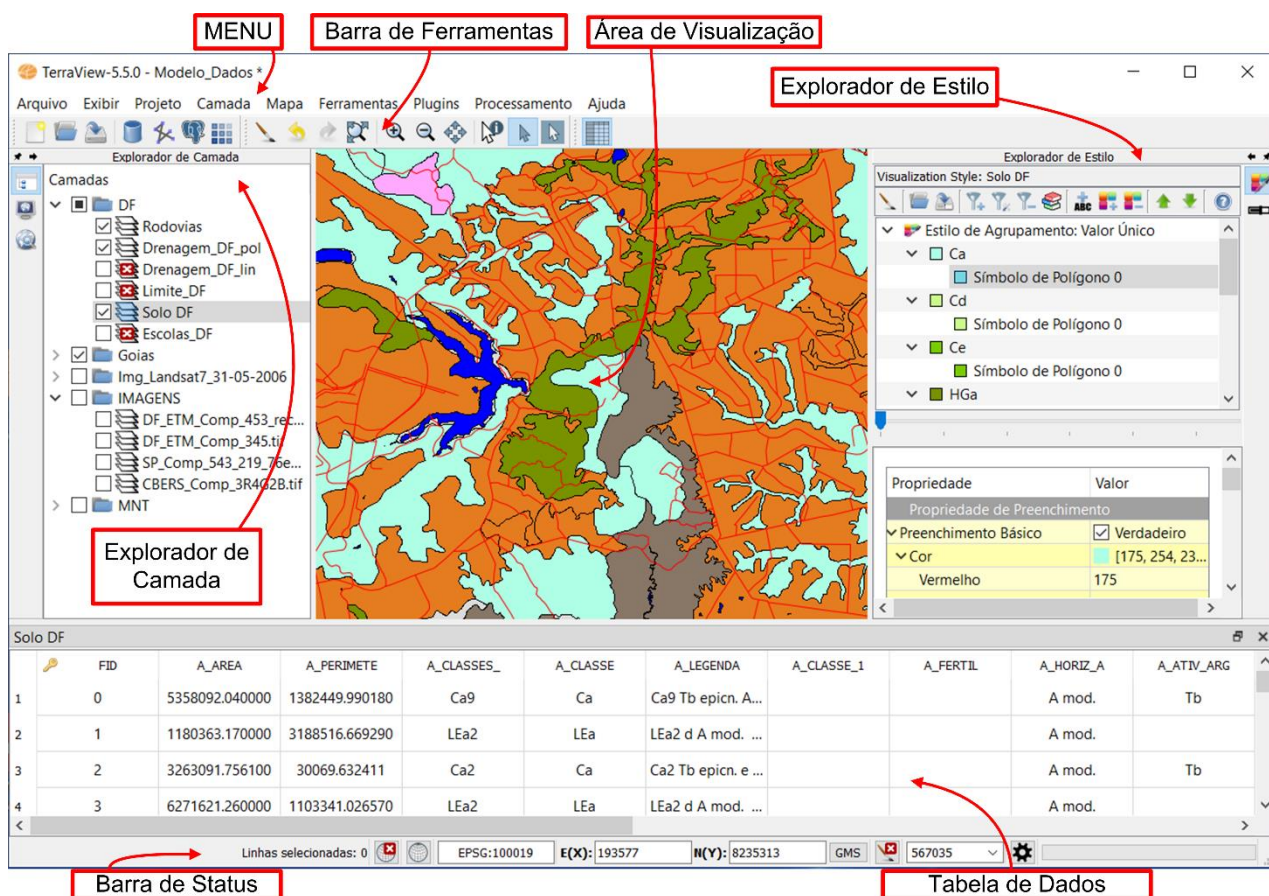 MENU
Barra de Ferramentas
Área de Visualização
Explorador de Estilo
TerraView-5.5.0 - Modelo_Dados *
Arquivo Exibir Projeto Camada Mapa Ferramentas Plugins Processamento Ajuda
Explorador de Camada
Camadas
DF
Rodovias
Drenagem_DF_pol
Drenagem_DF_lin
Limite_DF
Solo DF
Escolas_DF
Goias
Img_Landsat7_31-05-2006
IMAGENS
DF_ETM_Comp_453_rec...
DF_ETM_Comp_345.tif
SP_Comp_543_219_76e...
CBERS_Comp_3R4G2B.tif
MNT
Explorador de
Camada
Explorador de Estilo
Visualization Style: Solo DF
ABC
Estilo de Agrupamento: Valor Único
Ca
Símbolo de Polígono 0
Cd
Símbolo de Polígono 0
Ce
Símbolo de Polígono 0
HGa
Propriedade Valor
Propriedade de Preenchimento
Preenchimento Básico Verdadeiro
Cor [175, 254, 23...
Vermelho 175
Solo DF
FID A_AREA A_PERIMETE A_CLASSES_ A_CLASSE A_LEGENDA A_CLASSE_1 A_FERTIL A_HORIZ_A A_ATIV_ARG
1 0 5358092.040000 1382449.990180 Ca9 Ca Ca9 Tb epicn. A... A mod. Tb
2 1 1180363.170000 3188516.669290 LEa2 LEa LEa2 d A mod. ... A mod.
3 2 3263091.756100 30069.632411 Ca2 Ca Ca2 Tb epicn. e ... A mod. Tb
4 3 6271621.260000 1103341.026570 LEa2 LEa LEa2 d A mod. ... A mod.
Linhas selecionadas: 0 EPSG:100019 E(X): 193577 N(Y): 8235313 GMS 567035
Barra de Status
Tabela de Dados